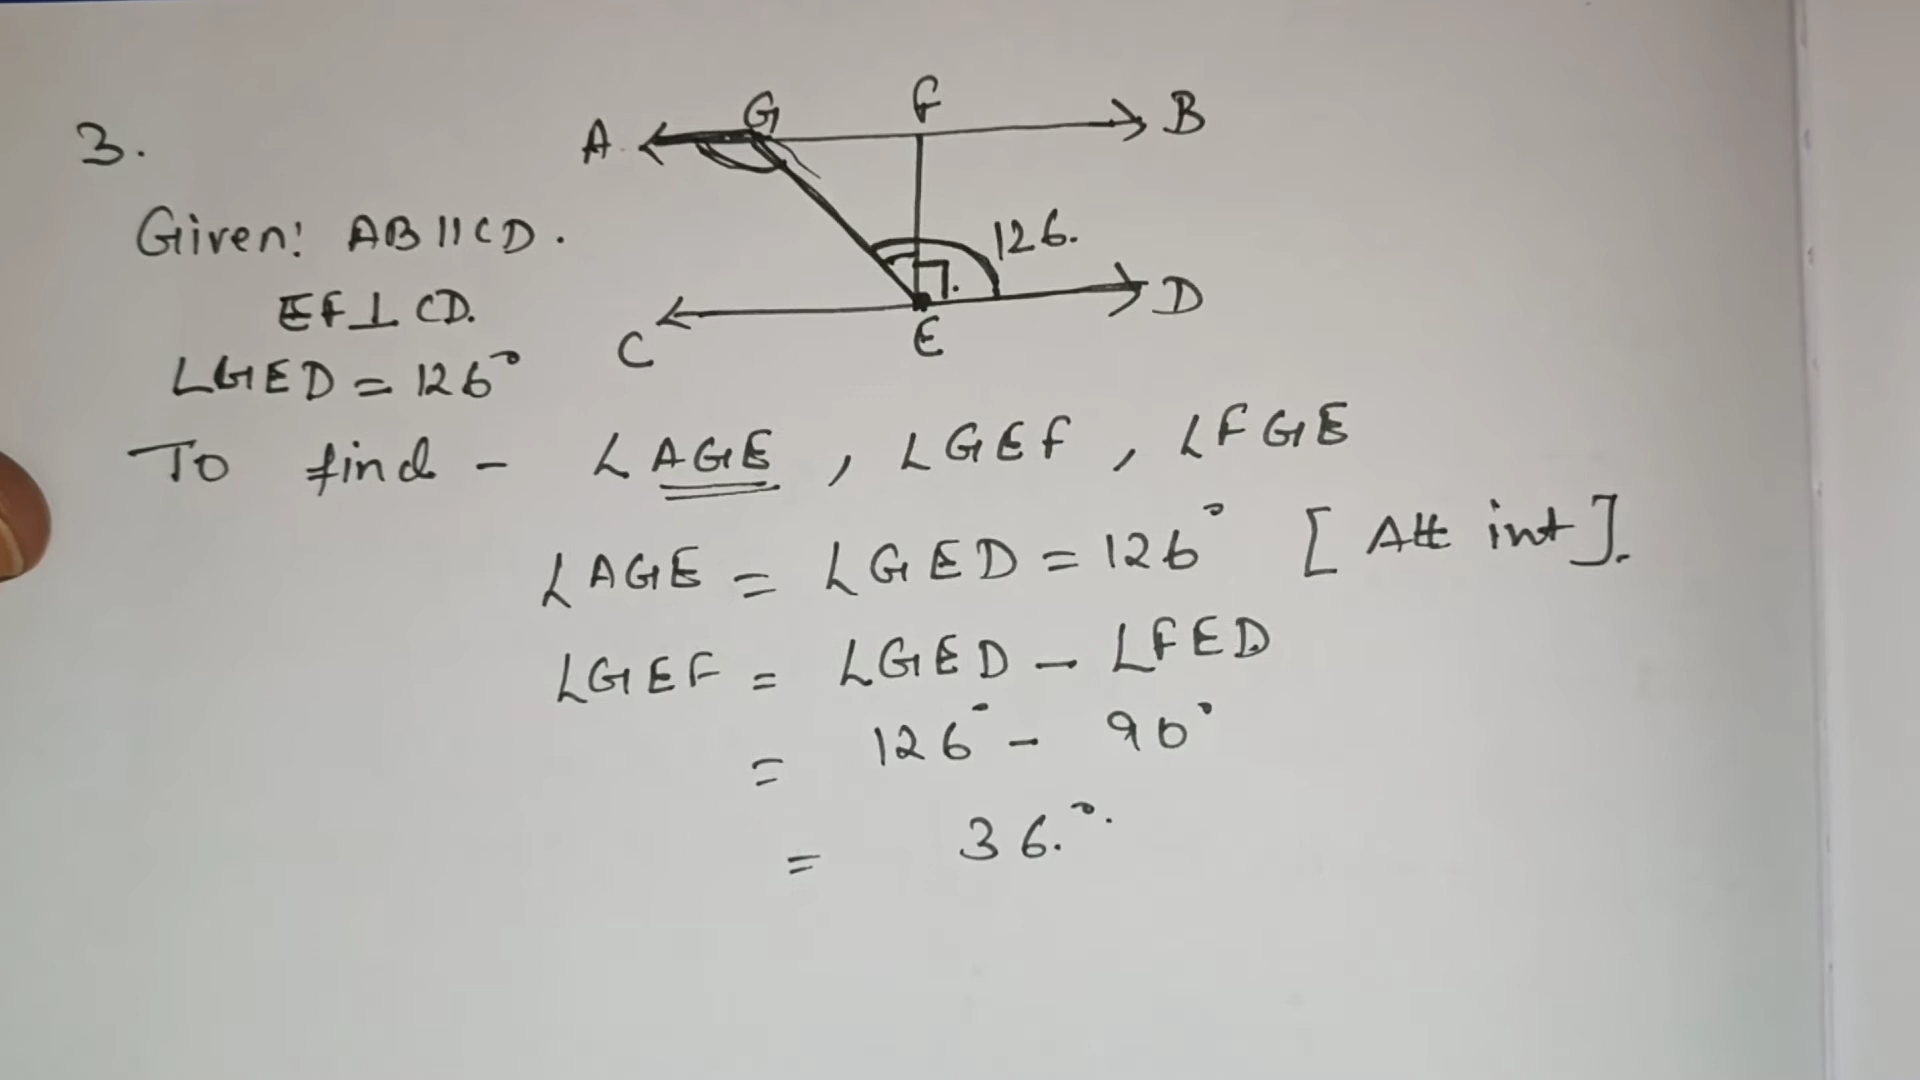 3.
A G F B
Given: AB || CD.
126.
EF ⊥ CD.
C E D
∠GED = 126°
To find - ∠AGE, ∠GEF, ∠FGE
∠AGE = ∠GED = 126° [Alt int].
∠GEF = ∠GED - ∠FED
= 126° - 90°
= 36.°.